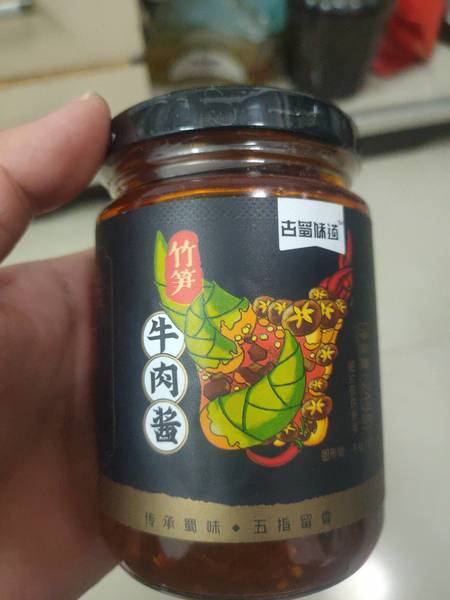 古蜀味道
竹笋
牛肉酱
传承蜀味 ◆ 五指留香